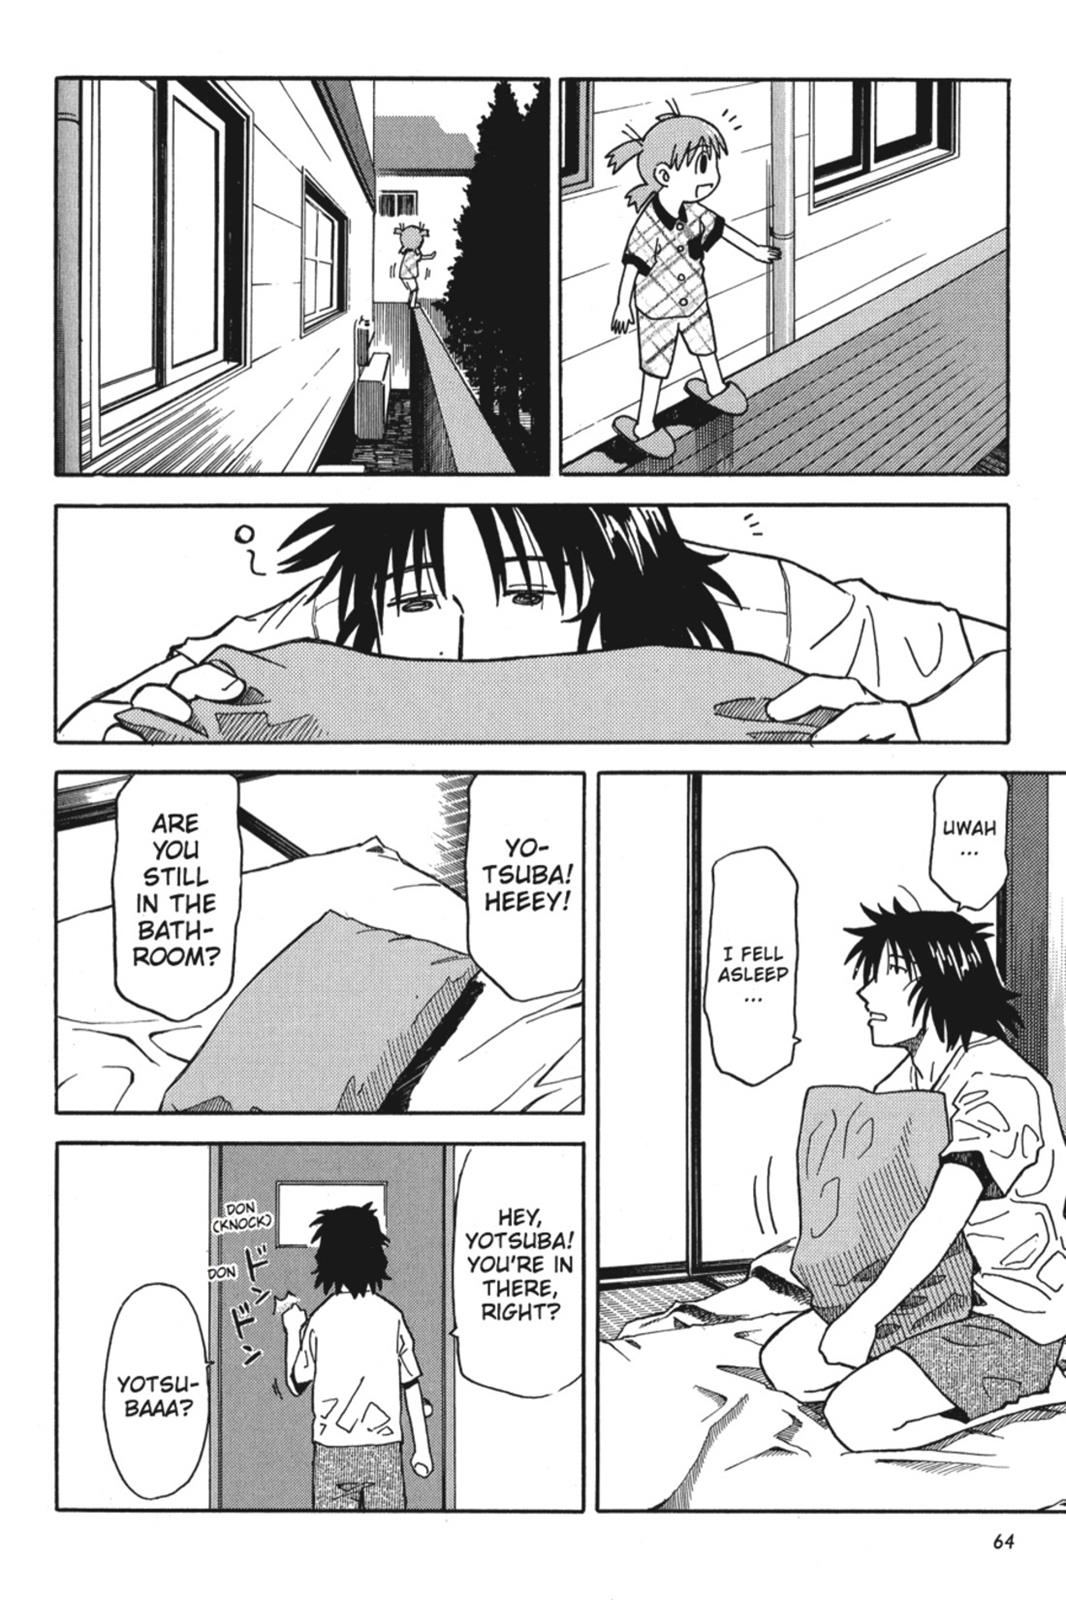 UWAH
...
I FELL
ASLEEP
...
YO-
TSUBA!
HEEEY!
ARE
YOU
STILL
IN THE
BATH-
ROOM?
HEY,
YOTSUBA!
YOU'RE IN
THERE,
RIGHT?
DON
(KNOCK)
ドン
DON
ドン
YOTSU-
BAAA?
64